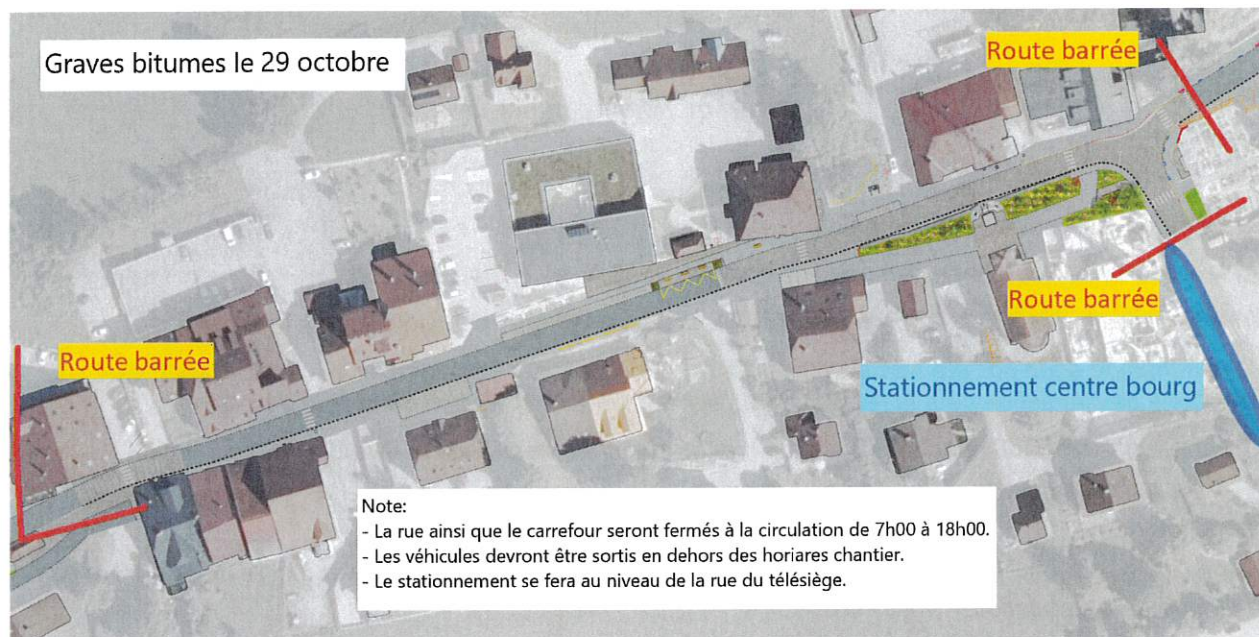 Graves bitumes le 29 octobre
Route barrée
Route barrée
Route barrée
Stationnement centre bourg
Note:
- La rue ainsi que le carrefour seront fermés à la circulation de 7h00 à 18h00.
- Les véhicules devront être sortis en dehors des horiares chantier.
- Le stationnement se fera au niveau de la rue du télésiège.